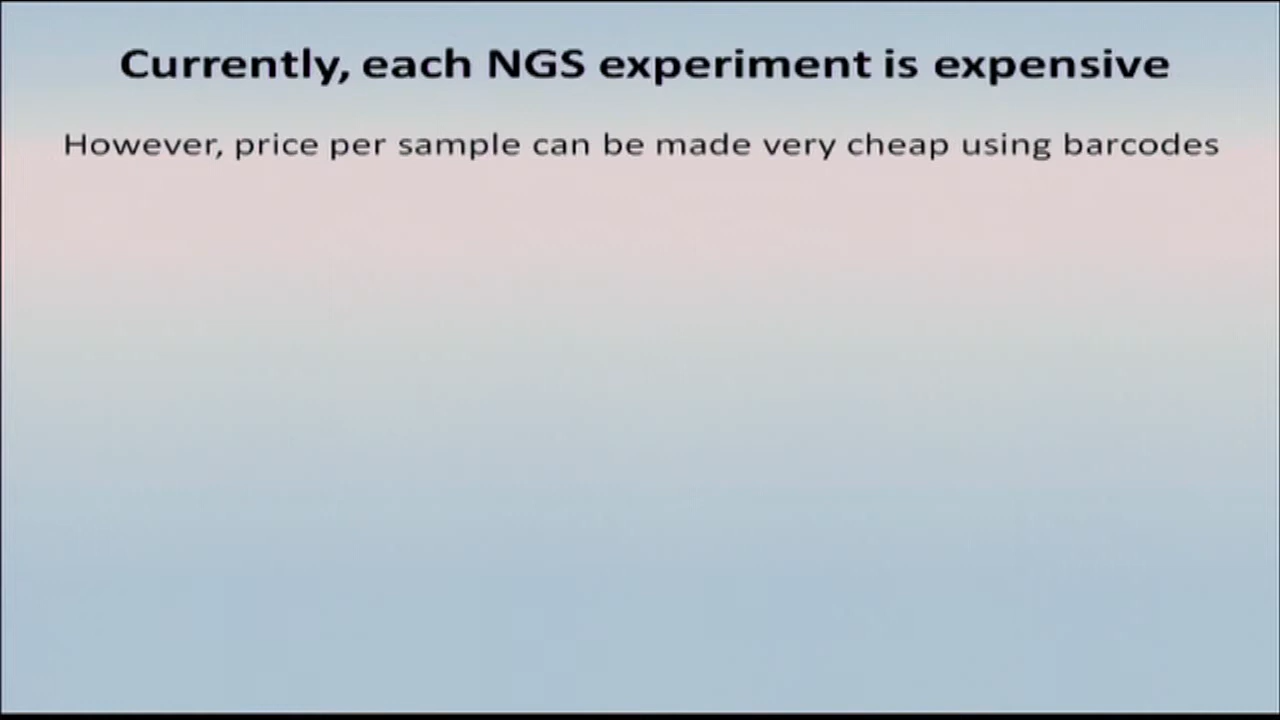 Currently, each NGS experiment is expensive
However, price per sample can be made very cheap using barcodes